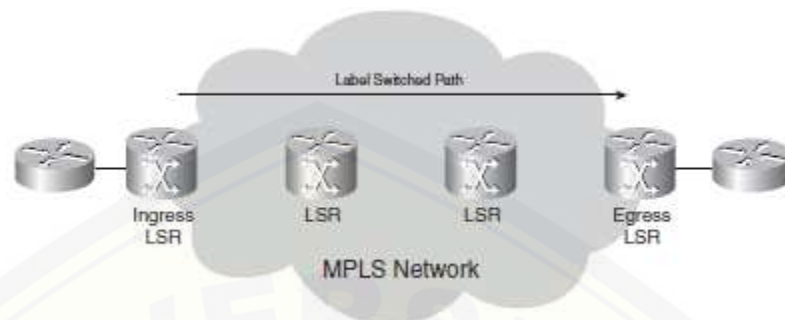 Label Switched Path
Ingress
LSR
LSR
LSR
Egress
LSR
MPLS Network